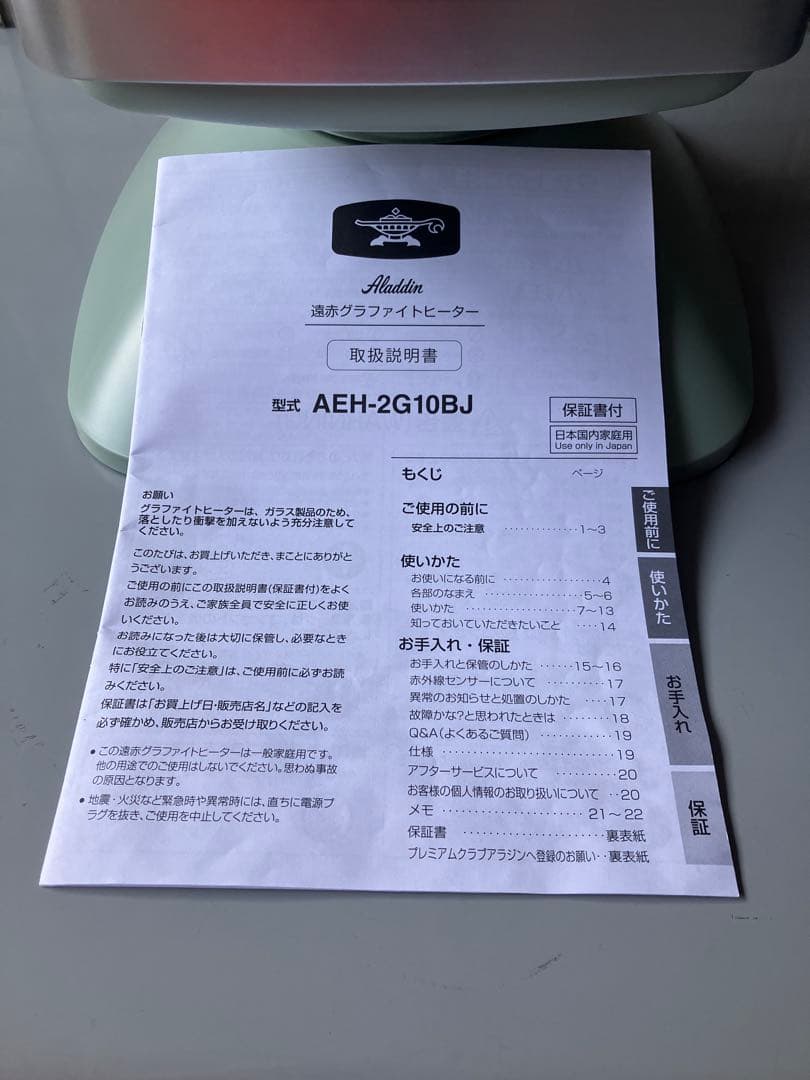 Aladdin
遠赤グラファイトヒーター
取扱説明書
型式 AEH-2G10BJ
保証書付
日本国内家庭用
Use only in Japan
お願い
グラファイトヒーターは、ガラス製品のため、
落としたり衝撃を加えないよう充分注意して
ください。
このたびは、お買上げいただき、まことにありがと
うございます。
ご使用の前にこの取扱説明書(保証書付)をよく
お読みのうえ、ご家族全員で安全に正しくお使
いください。
お読みになった後は大切に保管し、必要なとき
にお役立てください。
特に「安全上のご注意」は、ご使用前に必ずお読
みください。
保証書は「お買上げ日・販売店名」などの記入を
必ず確かめ、販売店からお受け取りください。
●この遠赤グラファイトヒーターは一般家庭用です。
他の用途でのご使用はしないでください。思わぬ事故
の原因となります。
●地震・火災など緊急時や異常時には、直ちに電源プ
ラグを抜き、ご使用を中止してください。
もくじ ページ
ご使用の前に
安全上のご注意 ‥‥‥‥‥‥1〜3
使いかた
お使いになる前に ‥‥‥‥‥‥‥4
各部のなまえ ‥‥‥‥‥‥‥5〜6
使いかた ‥‥‥‥‥‥‥‥‥7〜13
知っておいていただきたいこと ‥‥14
お手入れ・保証
お手入れと保管のしかた ‥‥‥15〜16
赤外線センサーについて ‥‥‥‥‥17
異常のお知らせと処置のしかた ‥‥17
故障かな?と思われたときは ‥‥‥18
Q&A(よくあるご質問) ‥‥‥‥‥19
仕様 ‥‥‥‥‥‥‥‥‥‥‥‥19
アフターサービスについて ‥‥‥‥20
お客様の個人情報のお取り扱いについて ‥20
メモ ‥‥‥‥‥‥‥‥‥‥21〜22
保証書 ‥‥‥‥‥‥‥‥‥‥裏表紙
プレミアムクラブアラジンへ登録のお願い‥裏表紙
ご使用前に
使いかた
お手入れ
保証